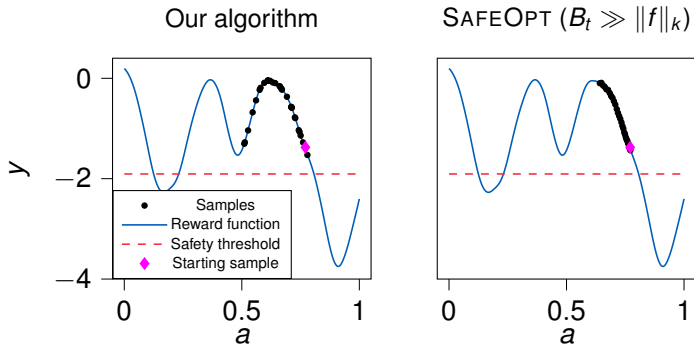 Our algorithm
SAFEOPT (B_t ≫ ‖f‖_k)
y
0
−2
−4
Samples
Reward function
Safety threshold
Starting sample
0
0.5
1
a
0
0.5
1
a